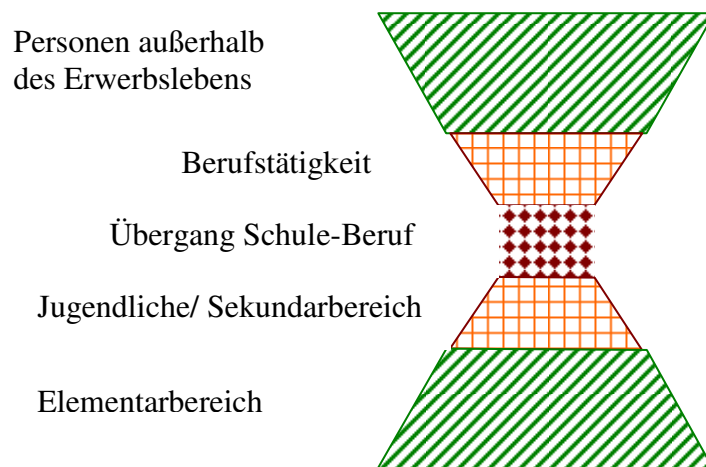 Personen außerhalb
des Erwerbslebens
Berufstätigkeit
Übergang Schule-Beruf
Jugendliche/ Sekundarbereich
Elementarbereich